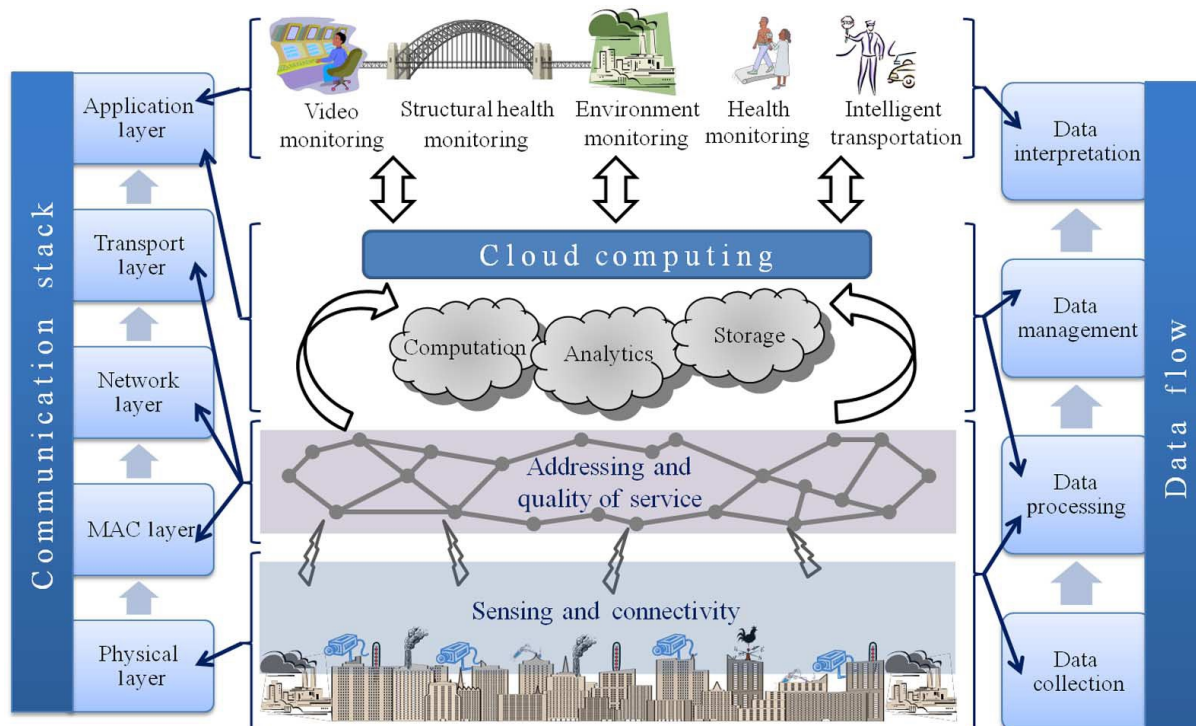 Communication stack
Application
layer
Transport
layer
Network
layer
MAC layer
Physical
layer
STOP
Video
monitoring
Structural health
monitoring
Environment
monitoring
Health
monitoring
Intelligent
transportation
Cloud computing
Computation
Analytics
Storage
Addressing and
quality of service
Sensing and connectivity
Data
interpretation
Data
management
Data
processing
Data
collection
Data flow